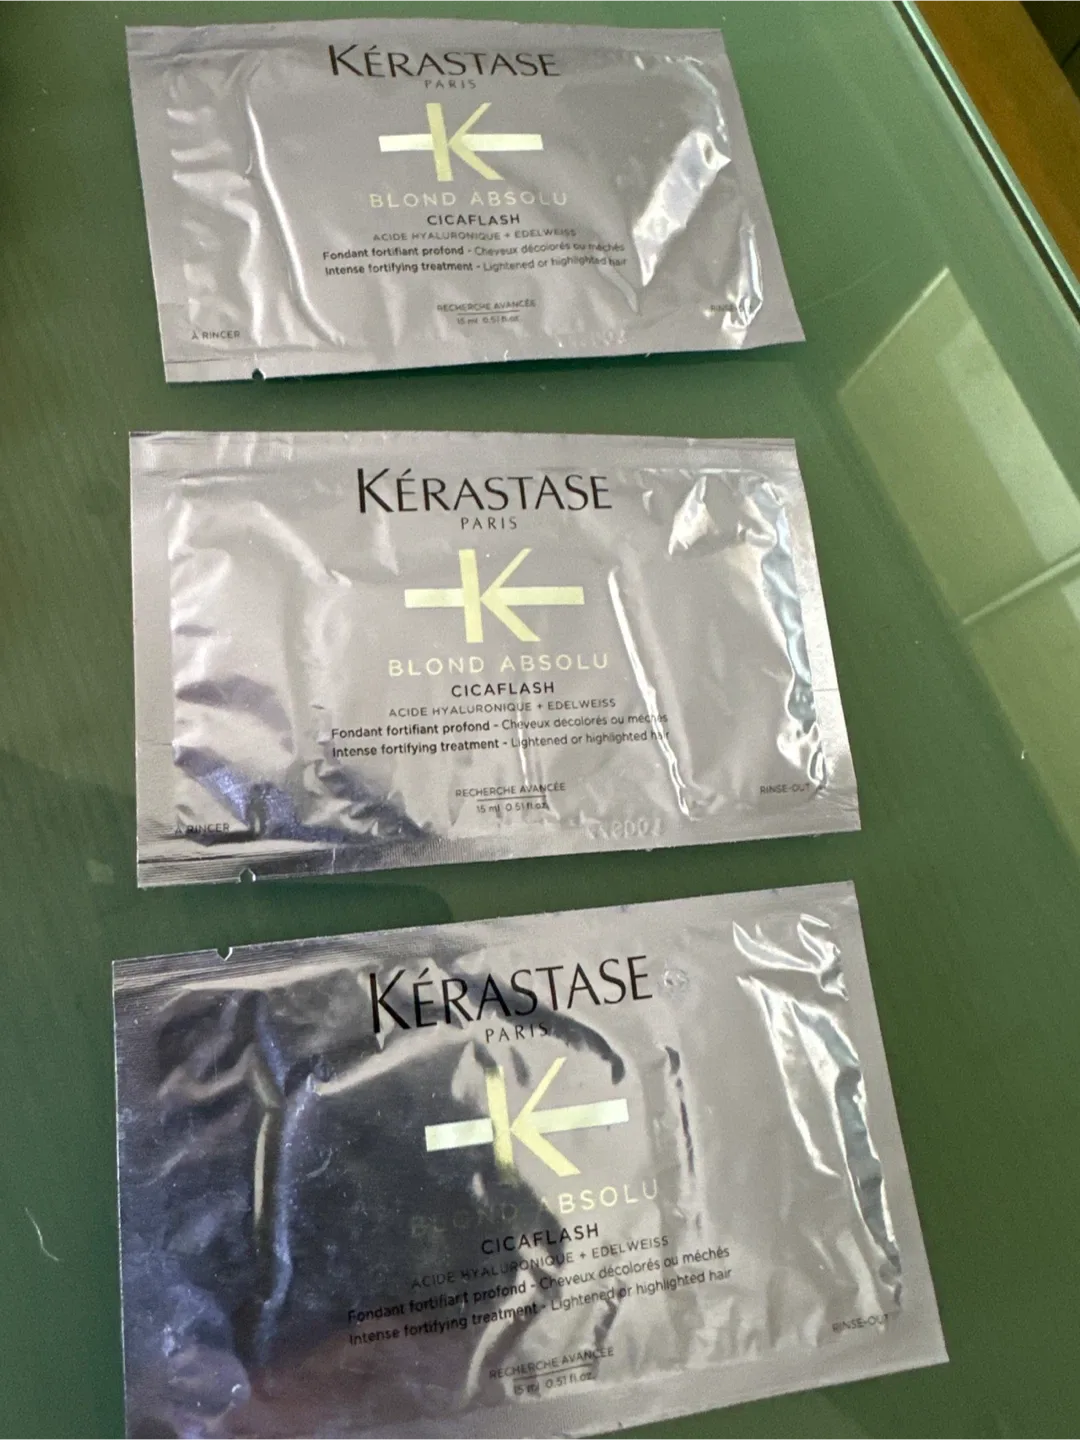 KÉRASTASE
PARIS
K
BLOND ABSOLU
CICAFLASH
ACIDE HYALURONIQUE + EDELWEISS
Fondant fortifiant profond - Cheveux décolorés ou méchés
Intense fortifying treatment - Lightened or highlighted hair
RECHERCHE AVANCÉE
15 ml 0.51 fl.oz.
À RINCER
KÉRASTASE
PARIS
K
BLOND ABSOLU
CICAFLASH
ACIDE HYALURONIQUE + EDELWEISS
Fondant fortifiant profond - Cheveux décolorés ou méchés
Intense fortifying treatment - Lightened or highlighted hair
RECHERCHE AVANCÉE
15 ml 0.51 fl.oz.
À RINCER
RINSE-OUT
KÉRASTASE
PARIS
K
BLOND ABSOLU
CICAFLASH
ACIDE HYALURONIQUE + EDELWEISS
Fondant fortifiant profond - Cheveux décolorés ou méchés
Intense fortifying treatment - Lightened or highlighted hair
RECHERCHE AVANCÉE
15 ml 0.51 fl.oz.
RINSE-OUT